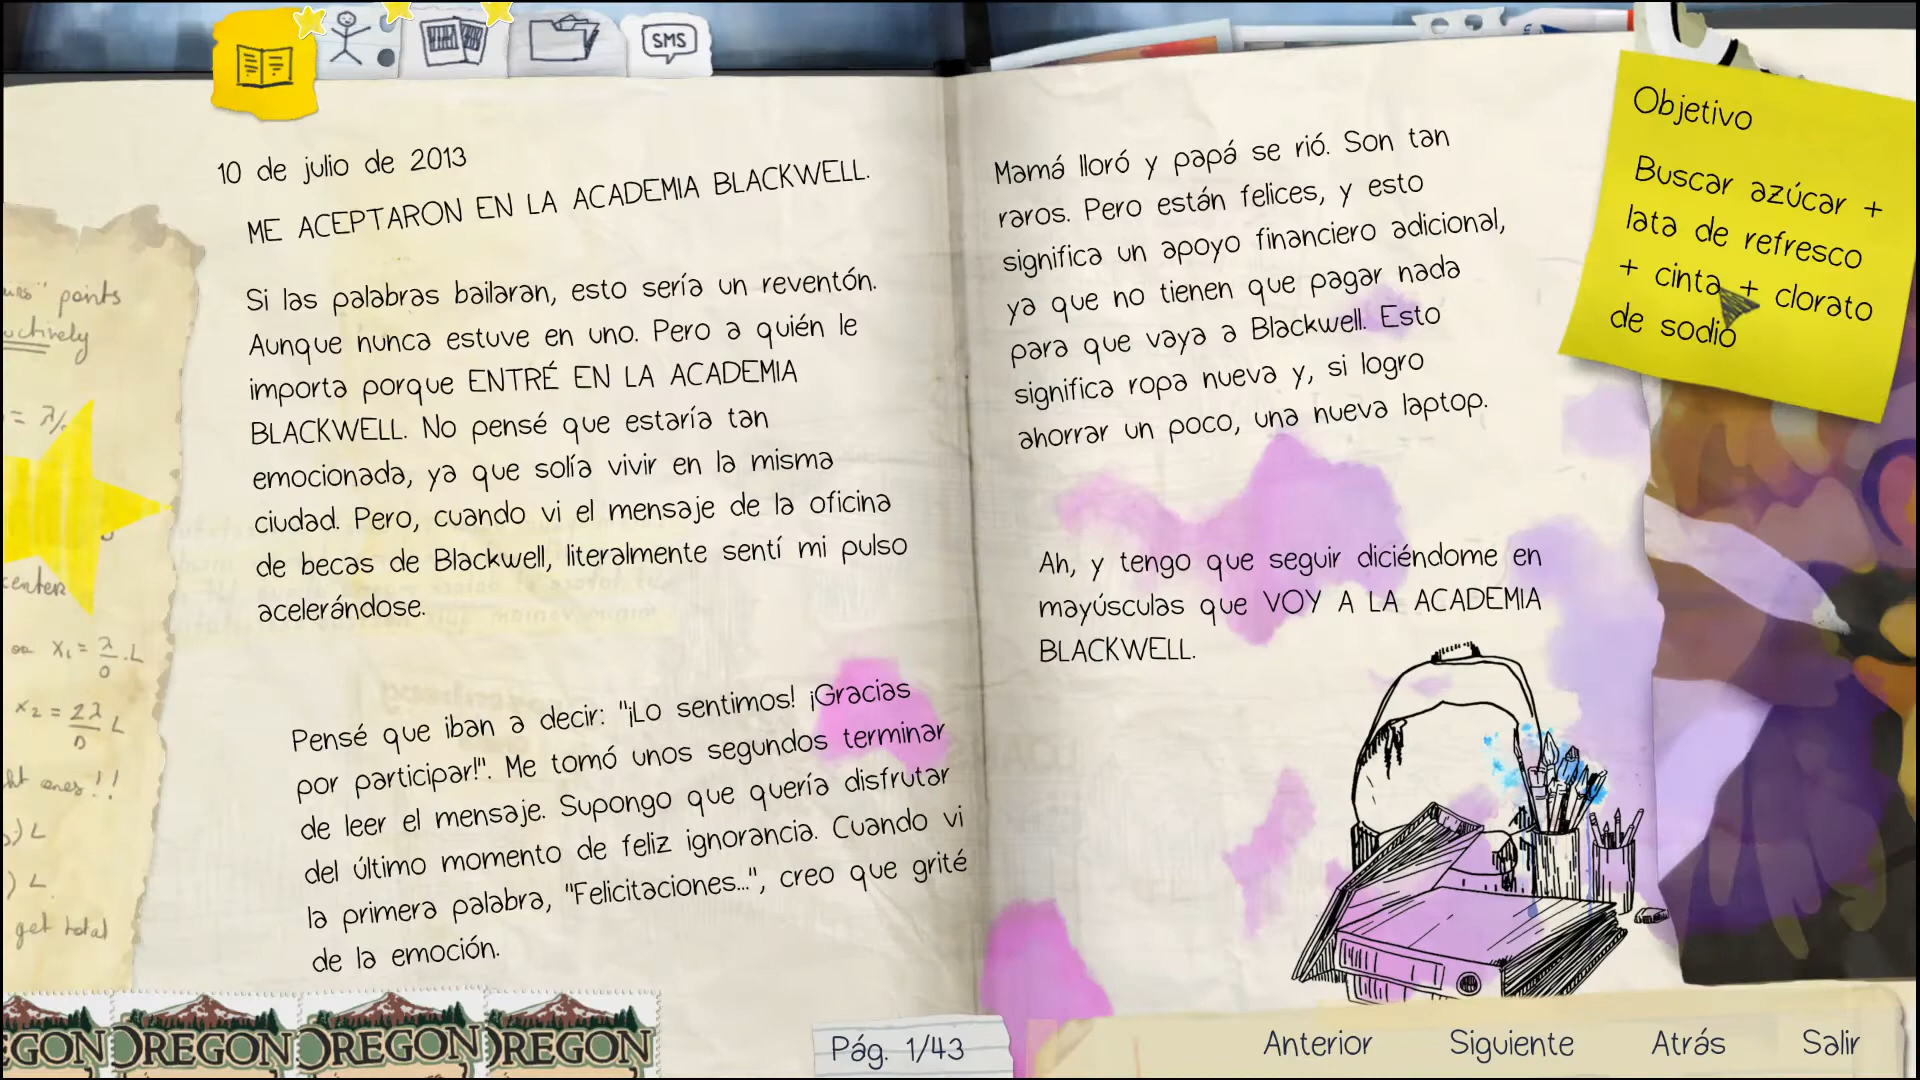 SMS
10 de julio de 2013
ME ACEPTARON EN LA ACADEMIA BLACKWELL.
Si las palabras bailaran, esto sería un reventón.
Aunque nunca estuve en uno. Pero a quién le
importa porque ENTRÉ EN LA ACADEMIA
BLACKWELL. No pensé que estaría tan
emocionada, ya que solía vivir en la misma
ciudad. Pero, cuando vi el mensaje de la oficina
de becas de Blackwell, literalmente sentí mi pulso
acelerándose.
Pensé que iban a decir: "¡Lo sentimos! ¡Gracias
por participar!". Me tomó unos segundos terminar
de leer el mensaje. Supongo que quería disfrutar
del último momento de feliz ignorancia. Cuando vi
la primera palabra, "Felicitaciones...", creo que grité
de la emoción.
Mamá lloró y papá se rió. Son tan
raros. Pero están felices, y esto
significa un apoyo financiero adicional,
ya que no tienen que pagar nada
para que vaya a Blackwell. Esto
significa ropa nueva y, si logro
ahorrar un poco, una nueva laptop.
Ah, y tengo que seguir diciéndome en
mayúsculas que VOY A LA ACADEMIA
BLACKWELL.
Objetivo
Buscar azúcar +
lata de refresco
+ cinta + clorato
de sodio
points
center
x₁ = λ/D · L
x₂ = 2λ/D L
ones!!
get total
OREGON
OREGON
OREGON
Pág. 1/43
Anterior
Siguiente
Atrás
Salir